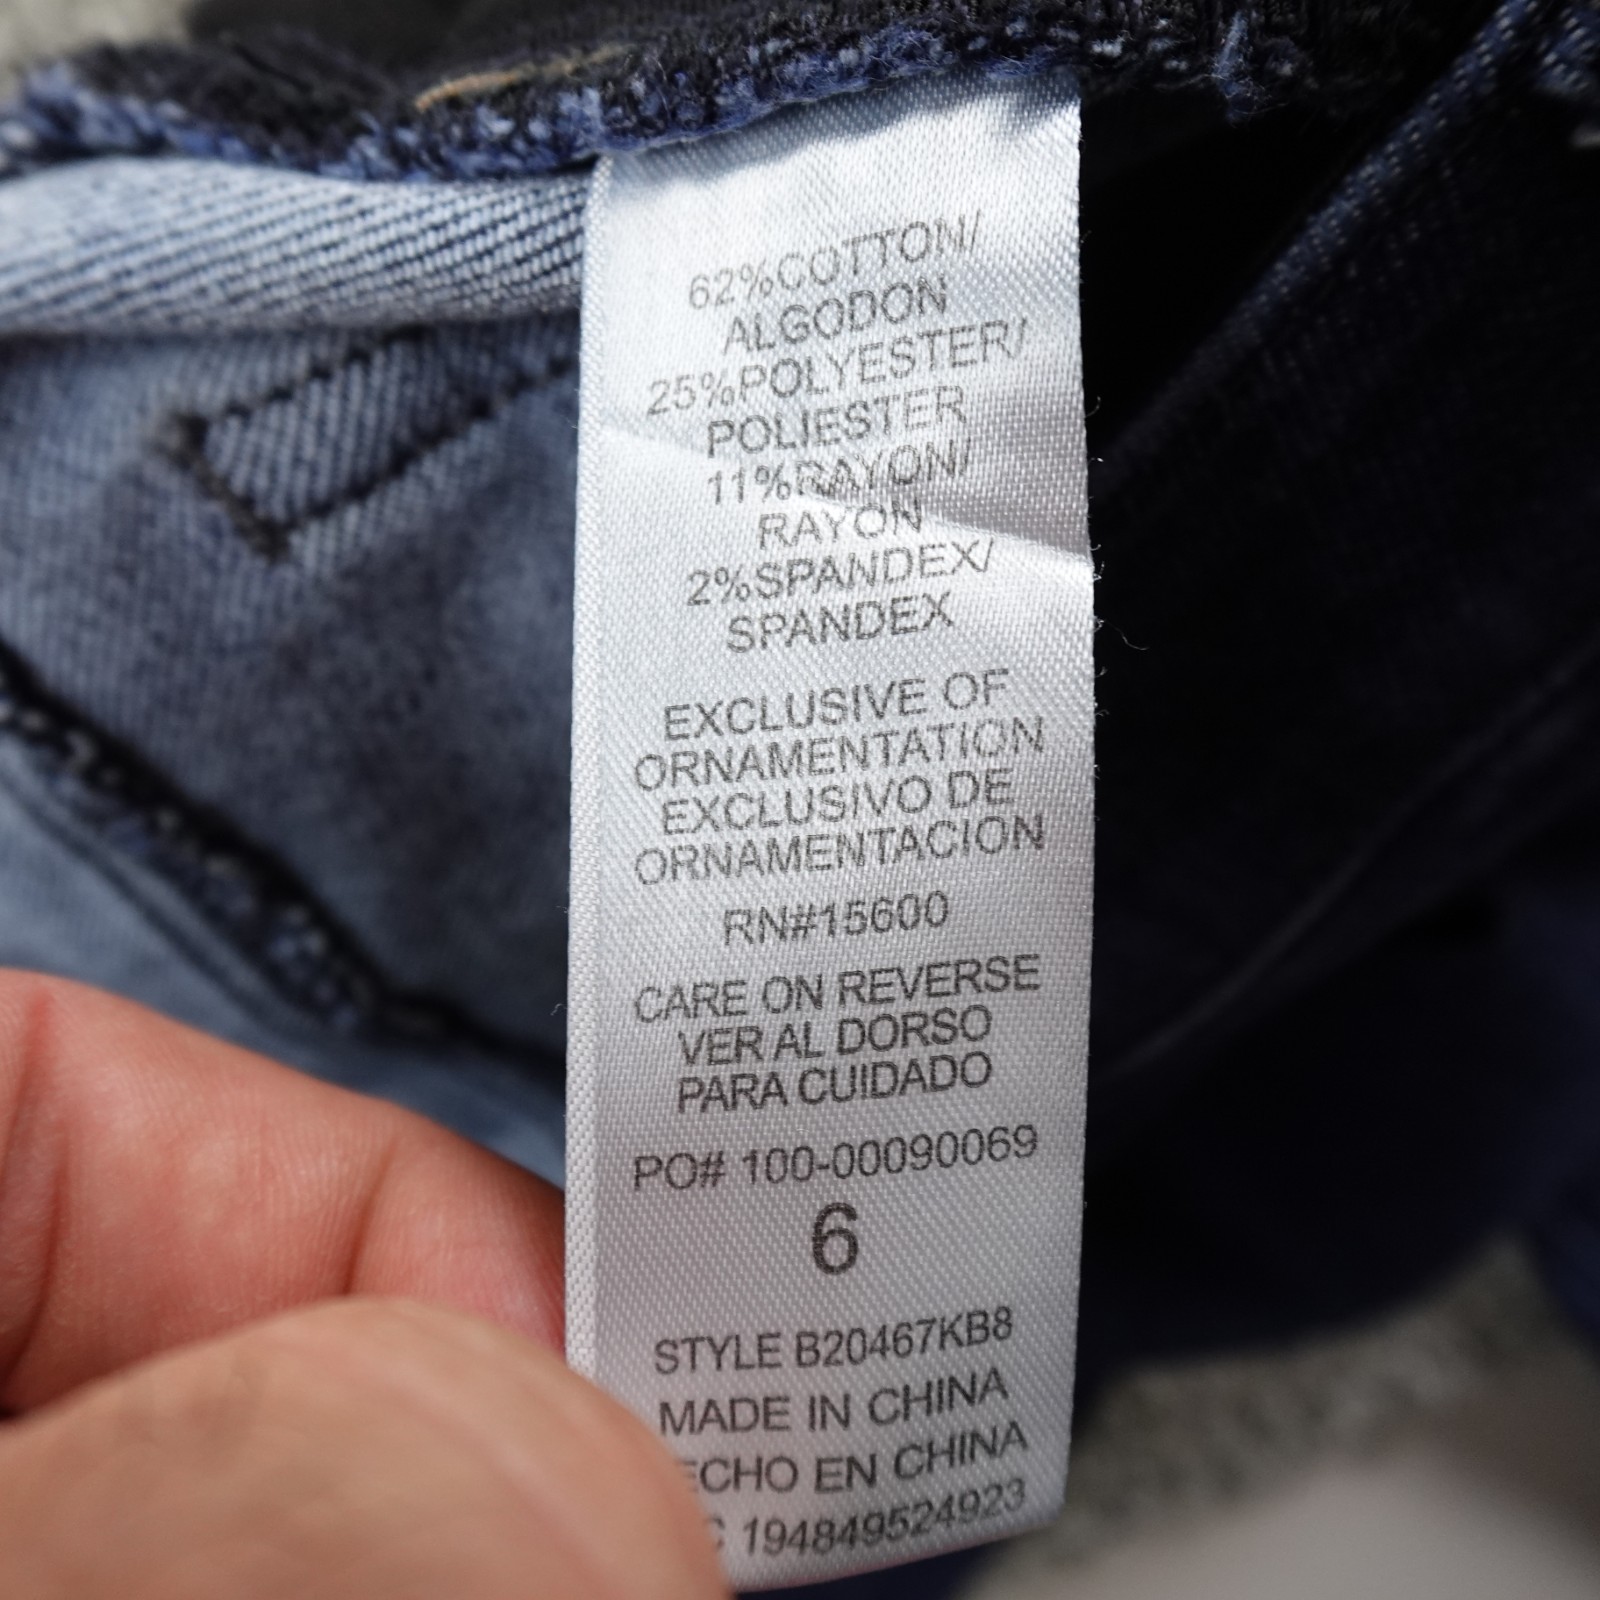 62%COTTON/
ALGODON
25%POLYESTER/
POLIESTER
11%RAYON/
RAYON
2%SPANDEX/
SPANDEX
EXCLUSIVE OF
ORNAMENTATION
EXCLUSIVO DE
ORNAMENTACION
RN#15600
CARE ON REVERSE
VER AL DORSO
PARA CUIDADO
PO# 100-00090069
6
STYLE B20467KB8
MADE IN CHINA
ECHO EN CHINA
C 194849524923